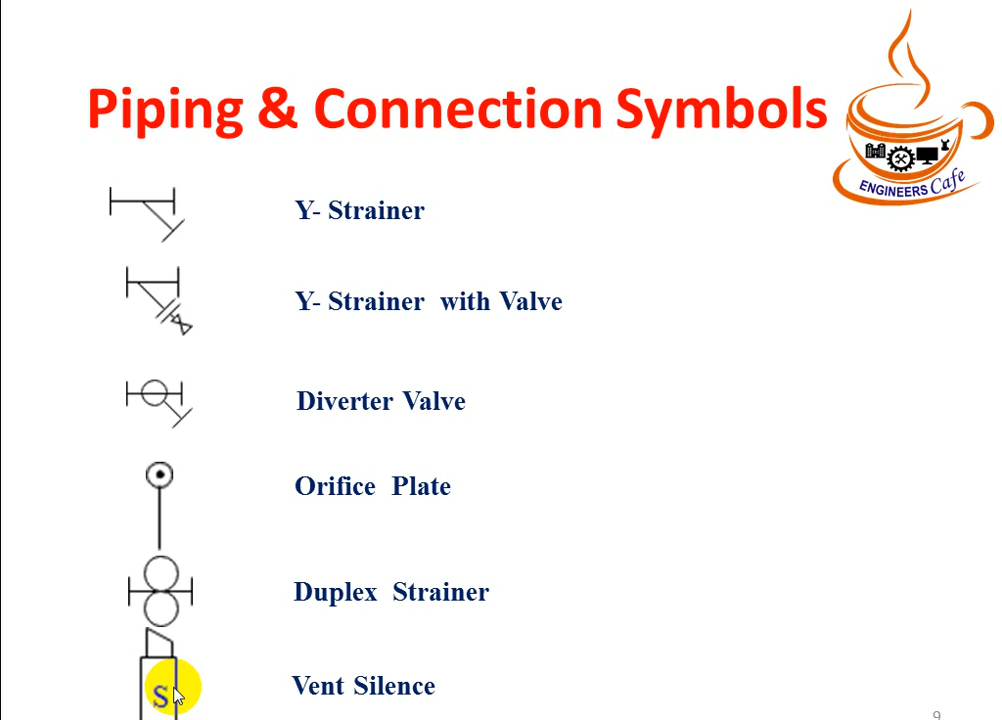 Piping & Connection Symbols
ENGINEERS Cafe
Y- Strainer
Y- Strainer with Valve
Diverter Valve
Orifice Plate
Duplex Strainer
S
Vent Silence
9